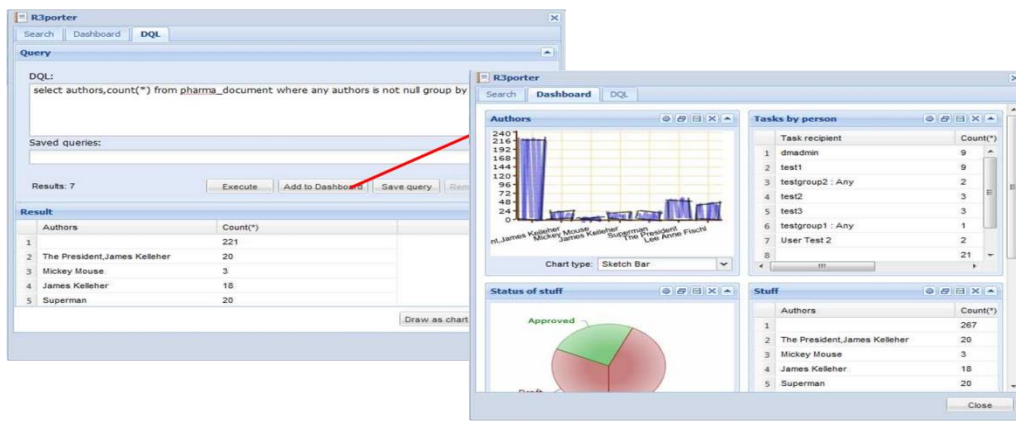 R3porter
Search Dashboard DQL
Query
DQL:
select authors,count(*) from pharma_document where any authors is not null group by
Saved queries:
Results: 7 Execute Add to Dashboard Save query Rem
Result
Authors Count(*)
1 221
2 The President,James Kelleher 20
3 Mickey Mouse 3
4 James Kelleher 18
5 Superman 20
Draw as chart
R3porter
Search Dashboard DQL
Authors
240
216
192
168
144
120
96
72
48
24
0
nt,James Kelleher
Mickey Mouse
James Kelleher
Superman
The President
Lee Anne Fischl
Chart type: Sketch Bar
Tasks by person
Task recipient Count(*)
1 dmadmin 9
2 test1 9
3 testgroup2 : Any 2
4 test2 3
5 test3 3
6 testgroup1 : Any 1
7 User Test 2 2
8 21
Status of stuff
Approved
Draft
Stuff
Authors Count(*)
1 267
2 The President,James Kelleher 20
3 Mickey Mouse 3
4 James Kelleher 18
5 Superman 20
Close